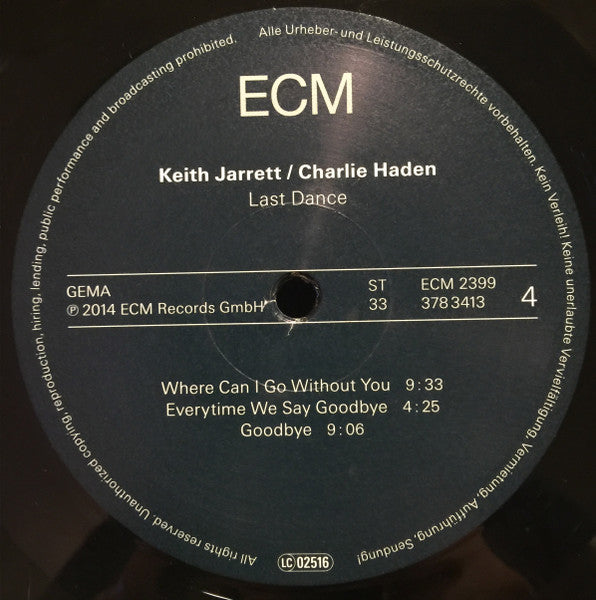 All rights reserved. Unauthorized copying, reproduction, hiring, lending, public performance and broadcasting prohibited.
Alle Urheber- und Leistungsschutzrechte vorbehalten. Kein Verleih! Keine unerlaubte Vervielfältigung, Vermietung, Aufführung, Sendung!
ECM
Keith Jarrett / Charlie Haden
Last Dance
GEMA ST ECM 2399
℗ 2014 ECM Records GmbH 33 378 3413 4
Where Can I Go Without You 9:33
Everytime We Say Goodbye 4:25
Goodbye 9:06
LC 02516